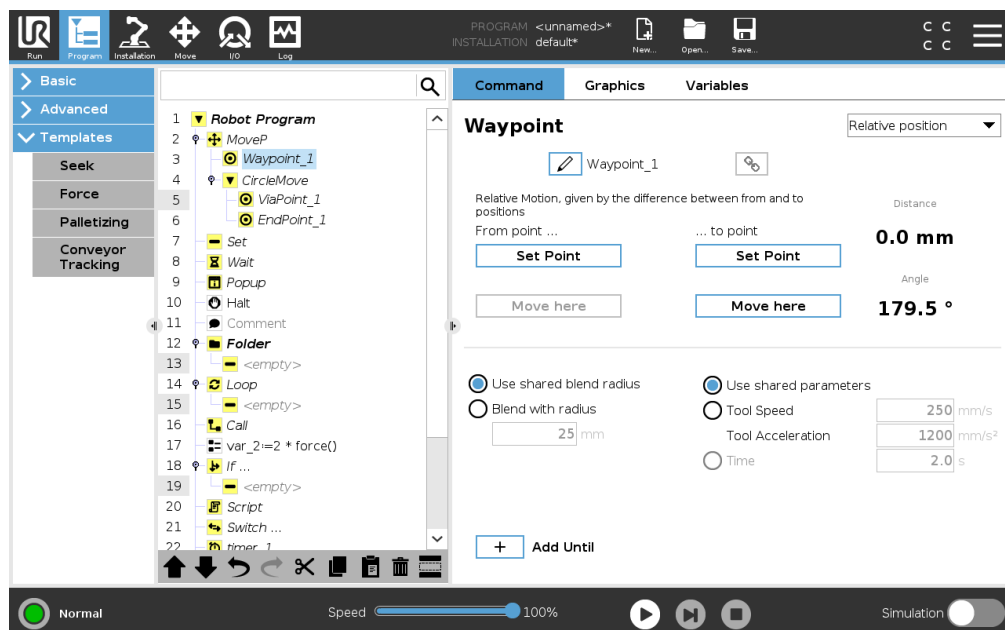 PROGRAM <unnamed>*
INSTALLATION default*
UR
Run
Program
Installation
Move
I/O
Log
New...
Open...
Save...
C C
C C
Basic
Advanced
Templates
Seek
Force
Palletizing
Conveyor
Tracking
1 Robot Program
2 MoveP
3 Waypoint_1
4 CircleMove
5 ViaPoint_1
6 EndPoint_1
7 Set
8 Wait
9 Popup
10 Halt
11 Comment
12 Folder
13 <empty>
14 Loop
15 <empty>
16 Call
17 var_2:=2 * force()
18 If ...
19 <empty>
20 Script
21 Switch ...
22 timer_1
Command
Graphics
Variables
Waypoint
Relative position
Waypoint_1
Relative Motion, given by the difference between from and to
positions
From point ...
... to point
Set Point
Set Point
Move here
Move here
Distance
0.0 mm
Angle
179.5 °
Use shared blend radius
Blend with radius
25 mm
Use shared parameters
Tool Speed 250 mm/s
Tool Acceleration 1200 mm/s²
Time 2.0 s
+ Add Until
Normal
Speed 100%
Simulation